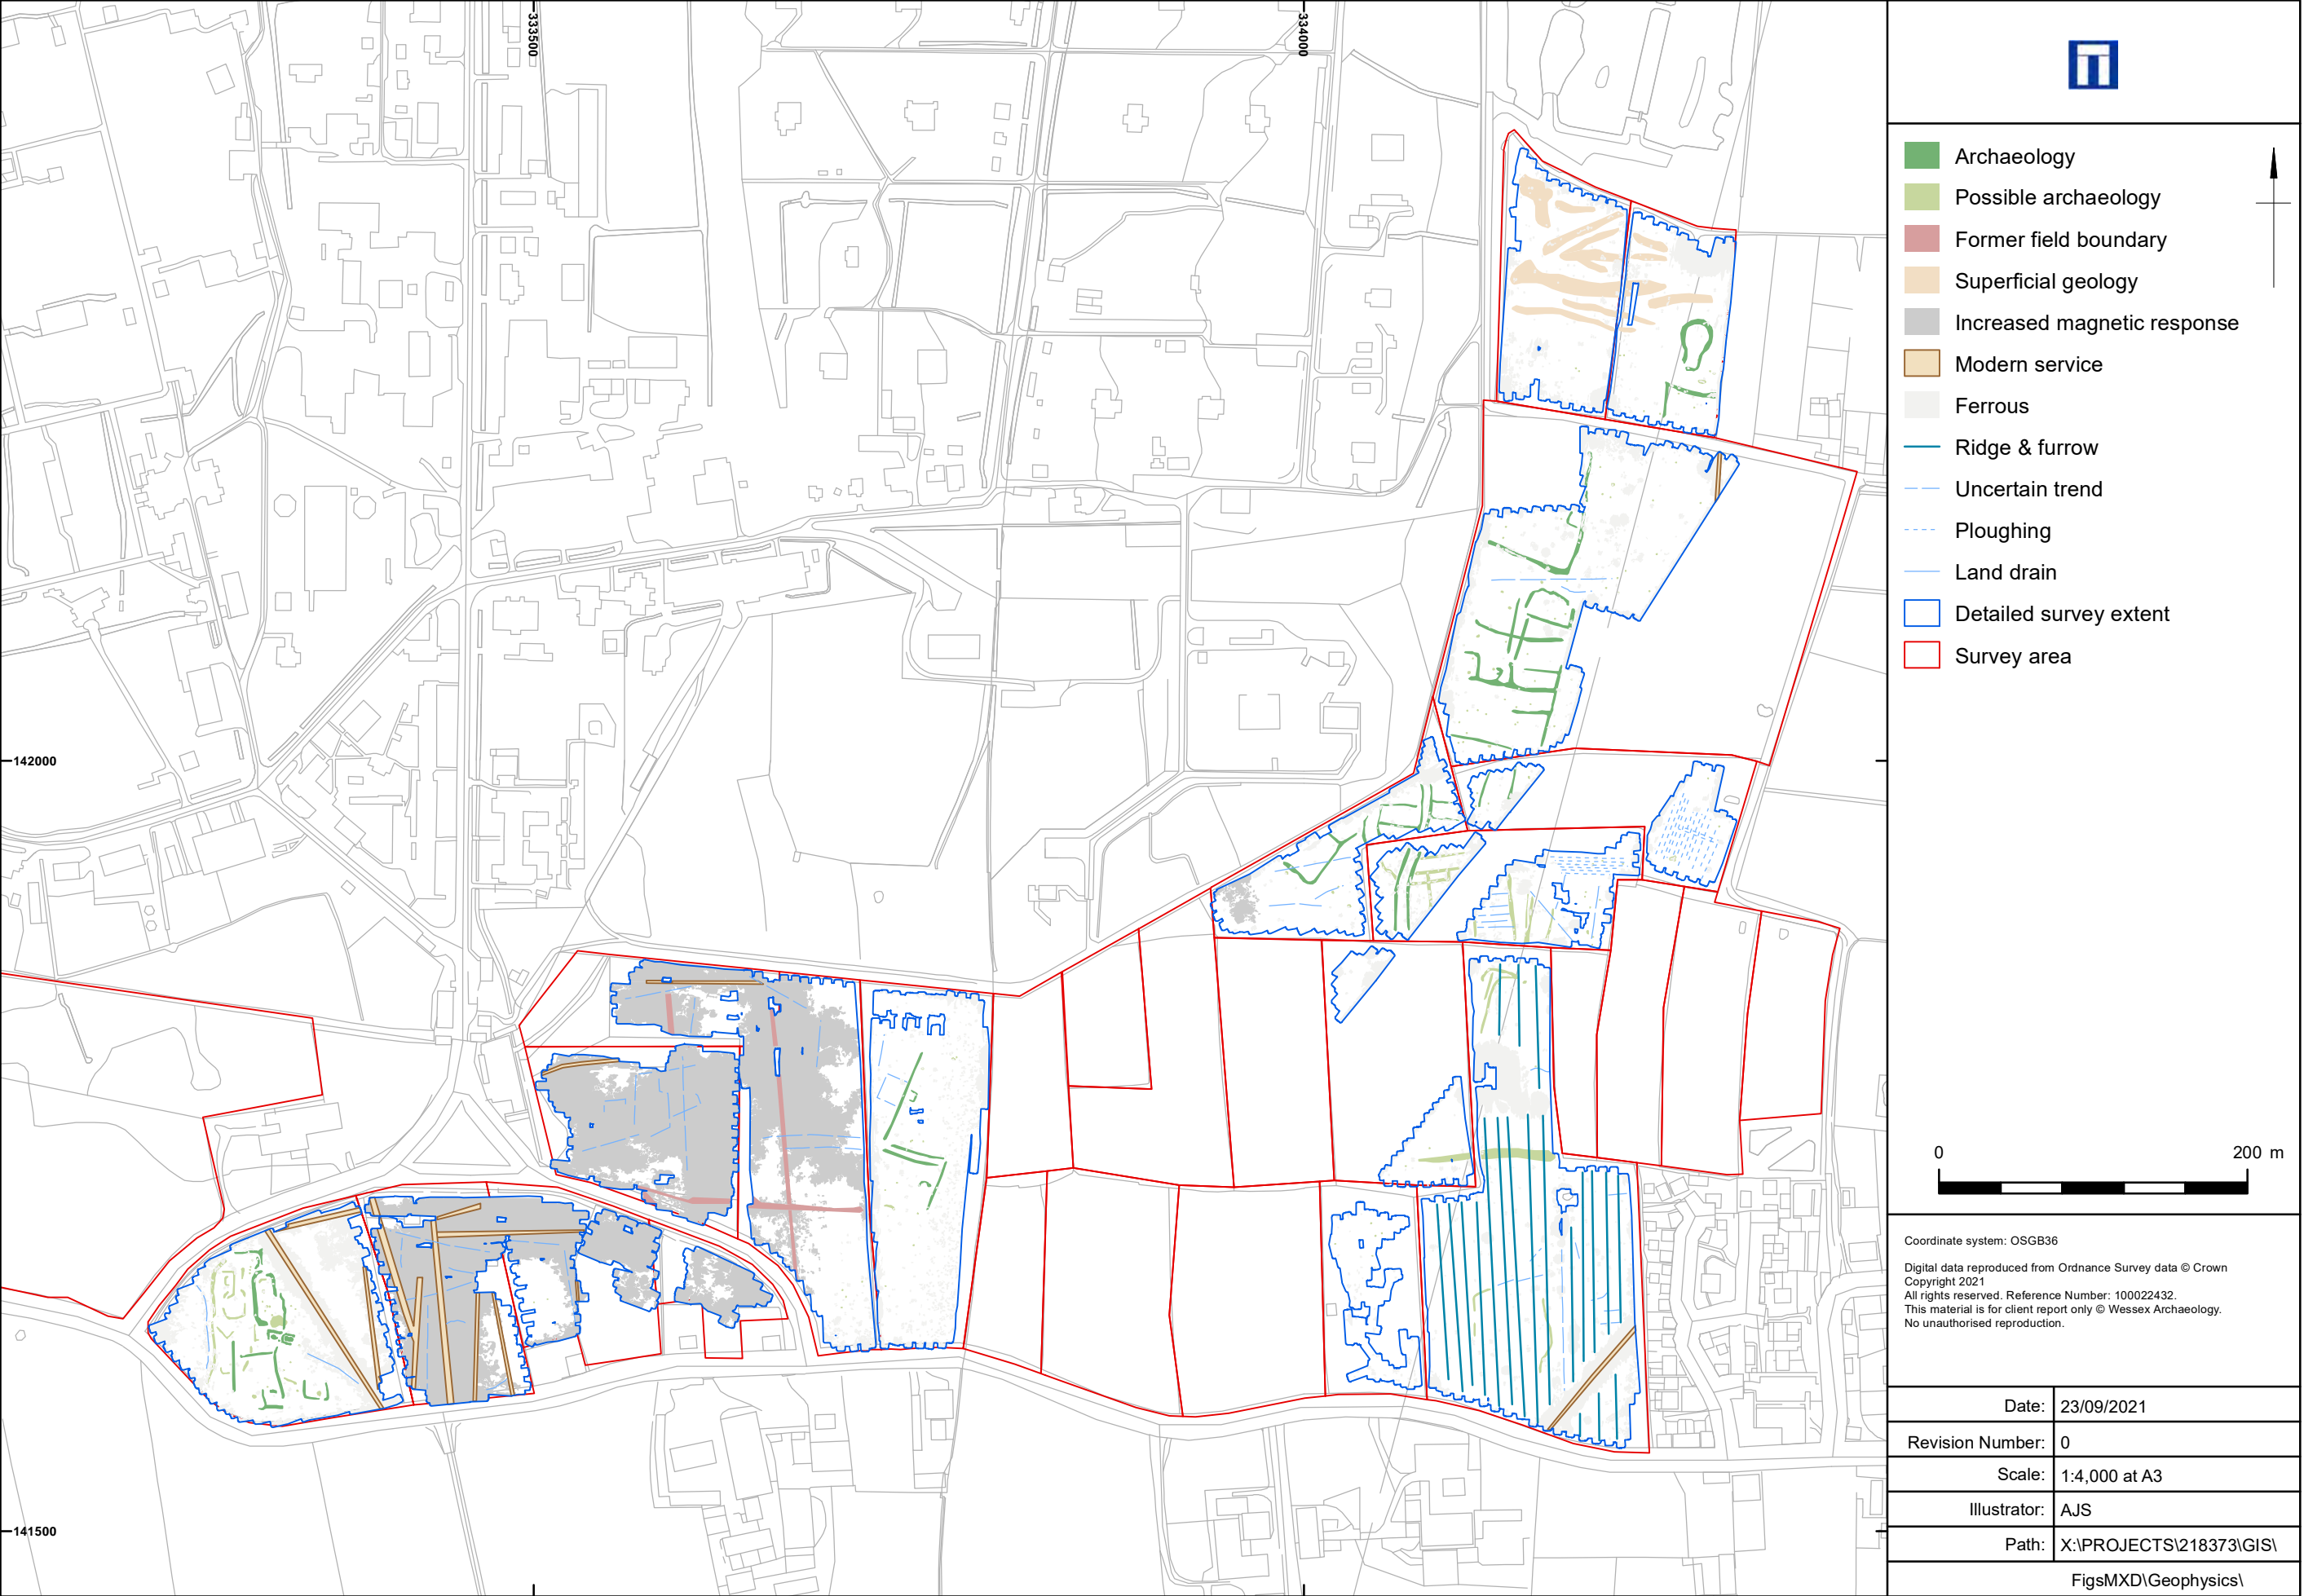 333500
334000
142000
141500
Archaeology
Possible archaeology
Former field boundary
Superficial geology
Increased magnetic response
Modern service
Ferrous
Ridge & furrow
Uncertain trend
Ploughing
Land drain
Detailed survey extent
Survey area
0 200 m
Coordinate system: OSGB36
Digital data reproduced from Ordnance Survey data © Crown
Copyright 2021
All rights reserved. Reference Number: 100022432.
This material is for client report only © Wessex Archaeology.
No unauthorised reproduction.
Date: 23/09/2021
Revision Number: 0
Scale: 1:4,000 at A3
Illustrator: AJS
Path: X:\PROJECTS\218373\GIS\
FigsMXD\Geophysics\